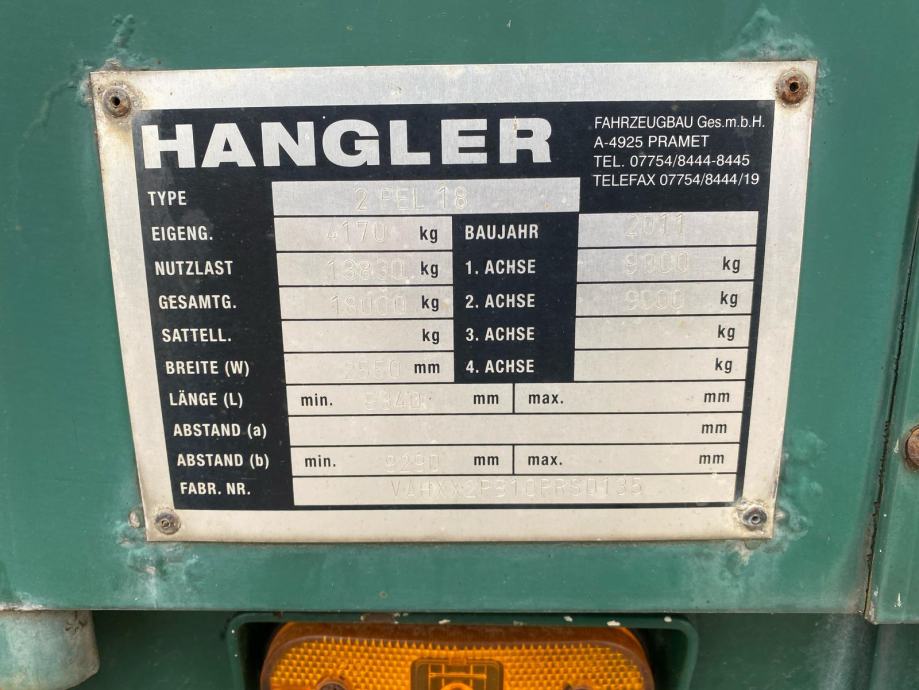 HANGLER
FAHRZEUGBAU Ges.m.b.H.
A-4925 PRAMET
TEL. 07754/8444-8445
TELEFAX 07754/8444/19
TYPE 2 PEL 18
EIGENG. 4170 kg BAUJAHR 2011
NUTZLAST 13830 kg 1. ACHSE 9000 kg
GESAMTG. 18000 kg 2. ACHSE 9000 kg
SATTELL. kg 3. ACHSE kg
BREITE (W) 2550 mm 4. ACHSE kg
LÄNGE (L) min. mm max. mm
ABSTAND (a) mm
ABSTAND (b) min. mm max. mm
FABR. NR.